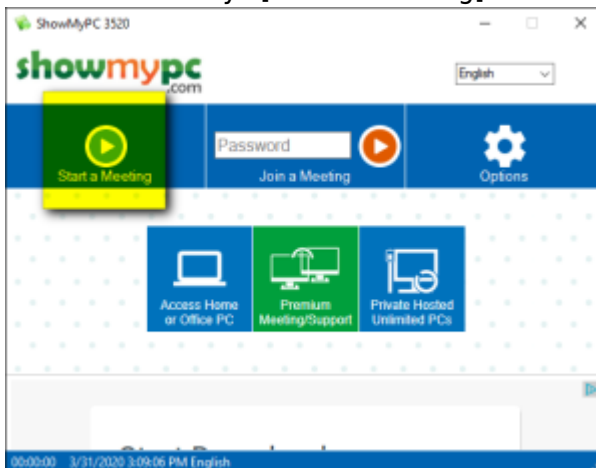 ShowMyPC 3520
showmypc
.com
English
Start a Meeting
Password
Join a Meeting
Options
Access Home
or Office PC
Premium
Meeting/Support
Private Hosted
Unlimited PCs
00:00:00 3/31/2020 3:09:06 PM English